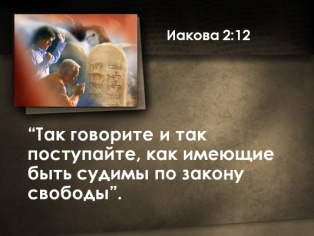 Иакова 2:12
“Так говорите и так
поступайте, как имеющие
быть судимы по закону
свободы”.